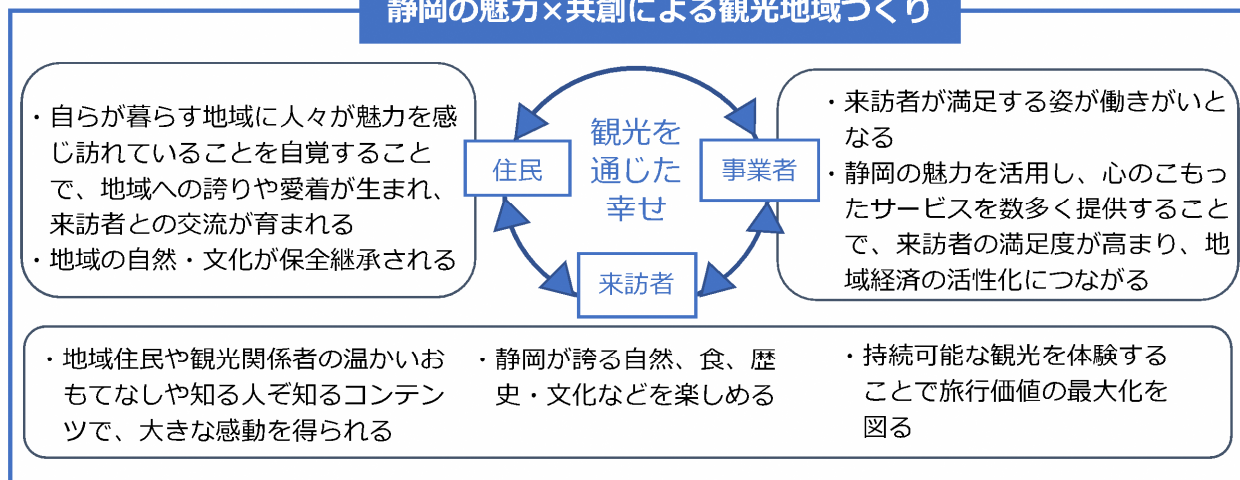 静岡の魅力×共創による観光地域づくり
・自らが暮らす地域に人々が魅力を感
じ訪れていることを自覚すること
で、地域への誇りや愛着が生まれ、
来訪者との交流が育まれる
・地域の自然・文化が保全継承される
住民
観光を
通じた
幸せ
事業者
来訪者
・来訪者が満足する姿が働きがいと
なる
・静岡の魅力を活用し、心のこもっ
たサービスを数多く提供すること
で、来訪者の満足度が高まり、地
域経済の活性化につながる
・地域住民や観光関係者の温かいお
もてなしや知る人ぞ知るコンテン
ツで、大きな感動を得られる
・静岡が誇る自然、食、歴
史・文化などを楽しめる
・持続可能な観光を体験する
ことで旅行価値の最大化を
図る